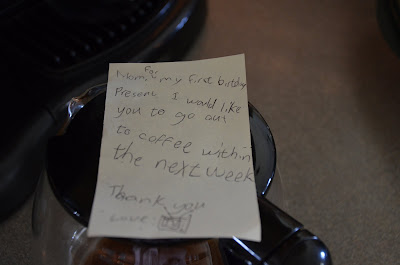 Mom, For my first birthday
Present I would like
you to go out
to coffee within
the next week
Thank you
Love